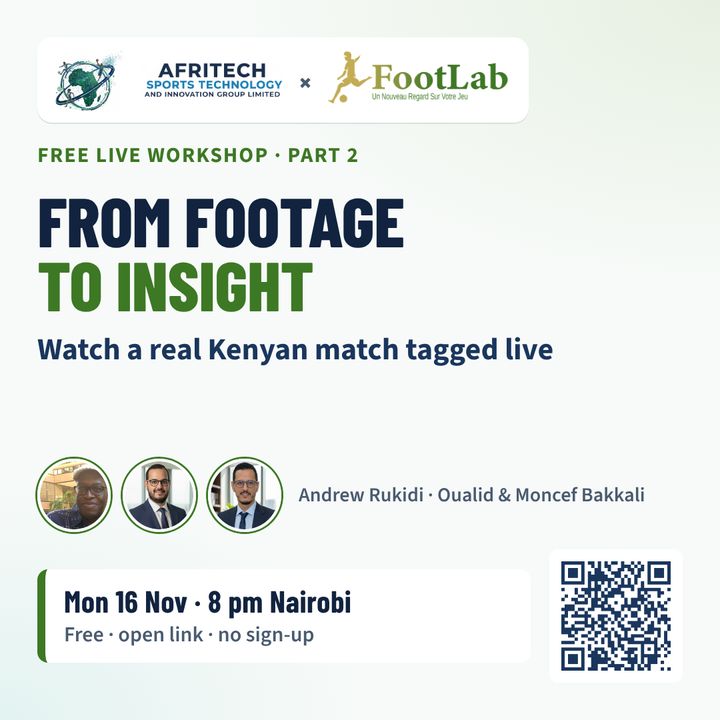 AFRITECH
SPORTS TECHNOLOGY
AND INNOVATION GROUP LIMITED
×
FootLab
Un Nouveau Regard Sur Votre Jeu
FREE LIVE WORKSHOP · PART 2
FROM FOOTAGE
TO INSIGHT
Watch a real Kenyan match tagged live
Andrew Rukidi · Oualid & Moncef Bakkali
Mon 16 Nov · 8 pm Nairobi
Free · open link · no sign-up